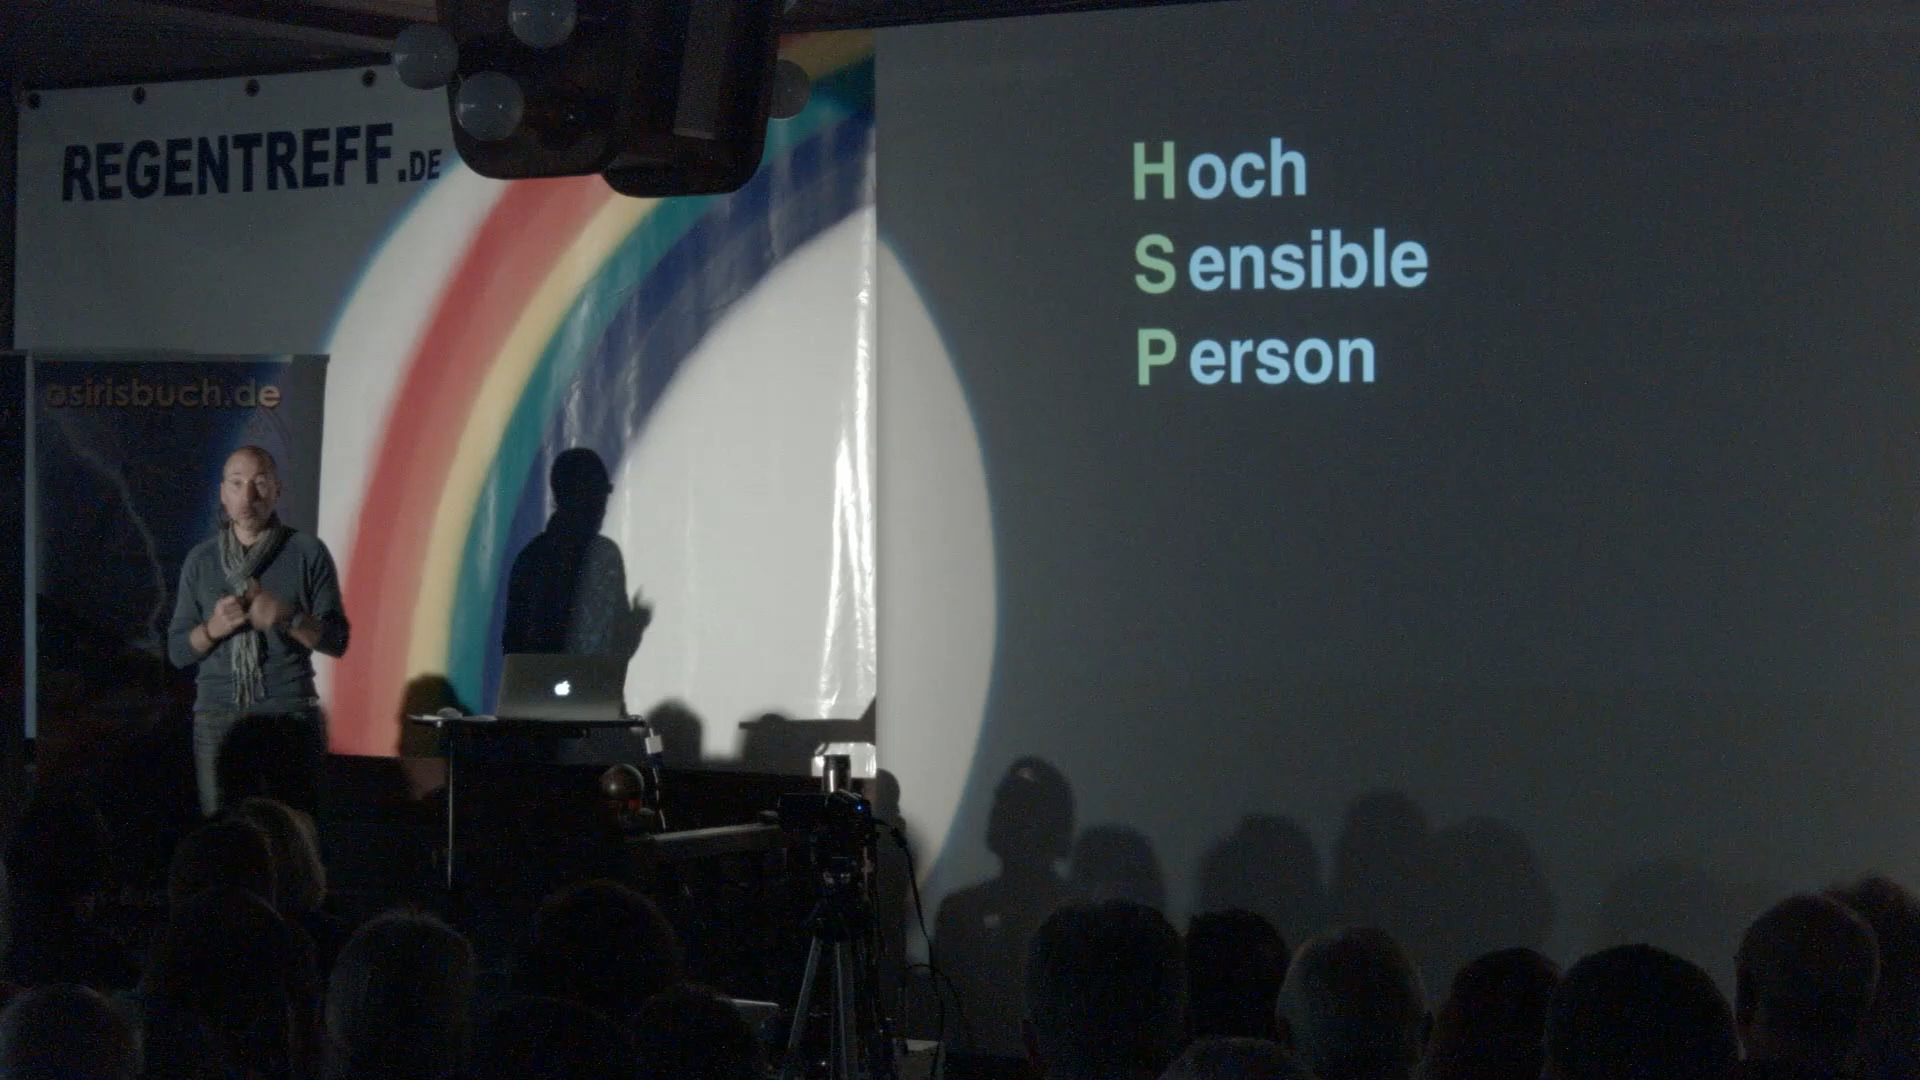 REGENTREFF.DE
osirisbuch.de
Hoch
Sensible
Person